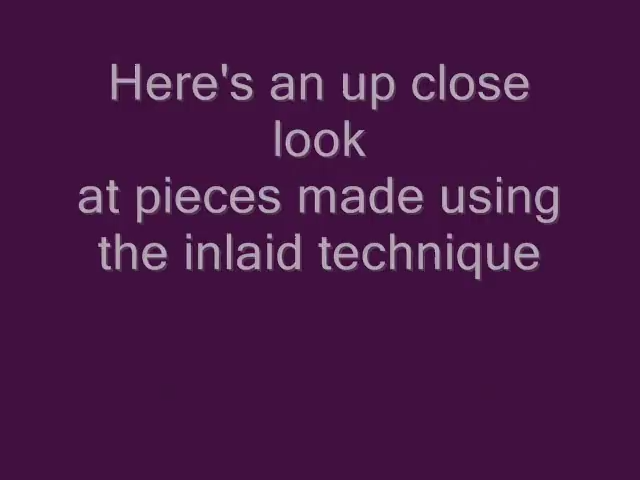 Here's an up close
look
at pieces made using
the inlaid technique